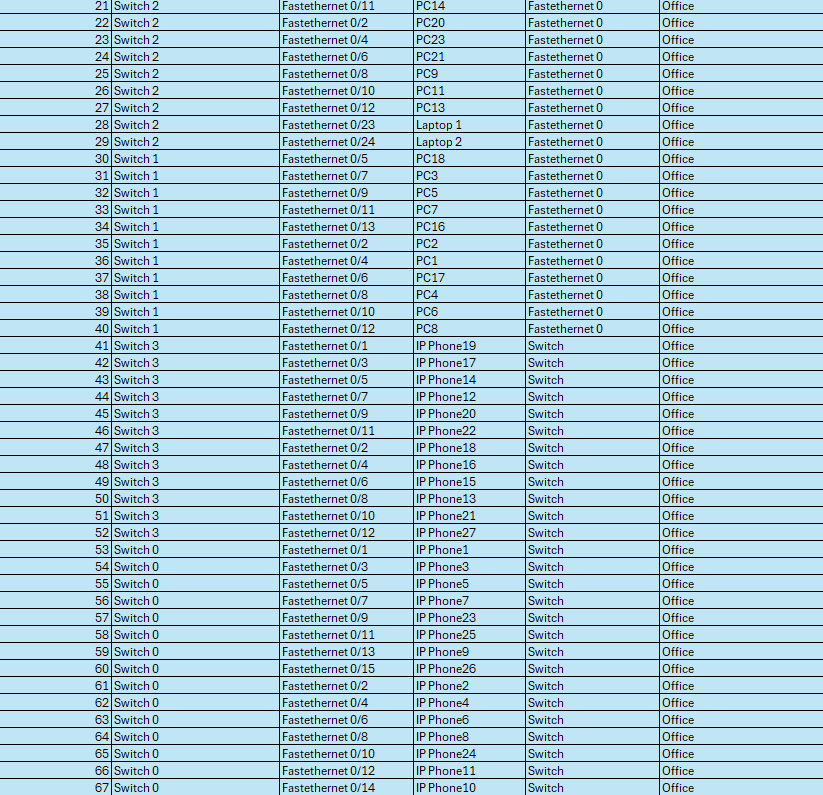 21 Switch 2 Fastethernet 0/11 PC14 Fastethernet 0 Office
22 Switch 2 Fastethernet 0/2 PC20 Fastethernet 0 Office
23 Switch 2 Fastethernet 0/4 PC23 Fastethernet 0 Office
24 Switch 2 Fastethernet 0/6 PC21 Fastethernet 0 Office
25 Switch 2 Fastethernet 0/8 PC9 Fastethernet 0 Office
26 Switch 2 Fastethernet 0/10 PC11 Fastethernet 0 Office
27 Switch 2 Fastethernet 0/12 PC13 Fastethernet 0 Office
28 Switch 2 Fastethernet 0/23 Laptop 1 Fastethernet 0 Office
29 Switch 2 Fastethernet 0/24 Laptop 2 Fastethernet 0 Office
30 Switch 1 Fastethernet 0/5 PC18 Fastethernet 0 Office
31 Switch 1 Fastethernet 0/7 PC3 Fastethernet 0 Office
32 Switch 1 Fastethernet 0/9 PC5 Fastethernet 0 Office
33 Switch 1 Fastethernet 0/11 PC7 Fastethernet 0 Office
34 Switch 1 Fastethernet 0/13 PC16 Fastethernet 0 Office
35 Switch 1 Fastethernet 0/2 PC2 Fastethernet 0 Office
36 Switch 1 Fastethernet 0/4 PC1 Fastethernet 0 Office
37 Switch 1 Fastethernet 0/6 PC17 Fastethernet 0 Office
38 Switch 1 Fastethernet 0/8 PC4 Fastethernet 0 Office
39 Switch 1 Fastethernet 0/10 PC6 Fastethernet 0 Office
40 Switch 1 Fastethernet 0/12 PC8 Fastethernet 0 Office
41 Switch 3 Fastethernet 0/1 IP Phone19 Switch Office
42 Switch 3 Fastethernet 0/3 IP Phone17 Switch Office
43 Switch 3 Fastethernet 0/5 IP Phone14 Switch Office
44 Switch 3 Fastethernet 0/7 IP Phone12 Switch Office
45 Switch 3 Fastethernet 0/9 IP Phone20 Switch Office
46 Switch 3 Fastethernet 0/11 IP Phone22 Switch Office
47 Switch 3 Fastethernet 0/2 IP Phone18 Switch Office
48 Switch 3 Fastethernet 0/4 IP Phone16 Switch Office
49 Switch 3 Fastethernet 0/6 IP Phone15 Switch Office
50 Switch 3 Fastethernet 0/8 IP Phone13 Switch Office
51 Switch 3 Fastethernet 0/10 IP Phone21 Switch Office
52 Switch 3 Fastethernet 0/12 IP Phone27 Switch Office
53 Switch 0 Fastethernet 0/1 IP Phone1 Switch Office
54 Switch 0 Fastethernet 0/3 IP Phone3 Switch Office
55 Switch 0 Fastethernet 0/5 IP Phone5 Switch Office
56 Switch 0 Fastethernet 0/7 IP Phone7 Switch Office
57 Switch 0 Fastethernet 0/9 IP Phone23 Switch Office
58 Switch 0 Fastethernet 0/11 IP Phone25 Switch Office
59 Switch 0 Fastethernet 0/13 IP Phone9 Switch Office
60 Switch 0 Fastethernet 0/15 IP Phone26 Switch Office
61 Switch 0 Fastethernet 0/2 IP Phone2 Switch Office
62 Switch 0 Fastethernet 0/4 IP Phone4 Switch Office
63 Switch 0 Fastethernet 0/6 IP Phone6 Switch Office
64 Switch 0 Fastethernet 0/8 IP Phone8 Switch Office
65 Switch 0 Fastethernet 0/10 IP Phone24 Switch Office
66 Switch 0 Fastethernet 0/12 IP Phone11 Switch Office
67 Switch 0 Fastethernet 0/14 IP Phone10 Switch Office